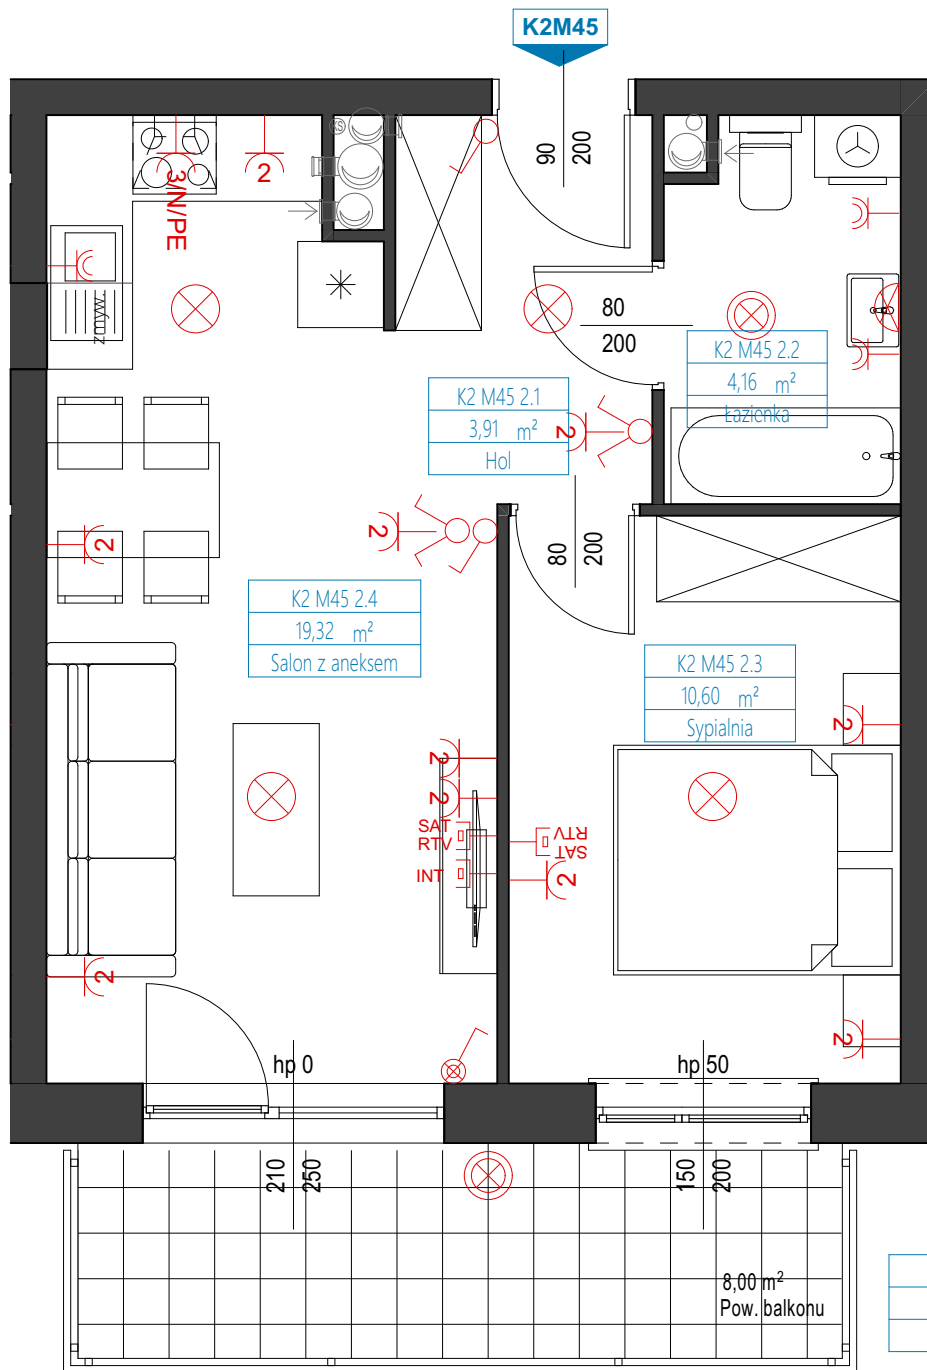 K2M45
90
200
3/N/PE
2
KS
zmyw.
80
200
K2 M45 2.2
4,16 m²
Łazienka
K2 M45 2.1
3,91 m²
Hol
2
2
2
80
200
K2 M45 2.4
19,32 m²
Salon z aneksem
K2 M45 2.3
10,60 m²
Sypialnia
2
2
2
SAT
RTV
INT
RTV
SAT
2
2
2
hp 0
hp 50
210
250
150
200
8,00 m²
Pow. balkonu